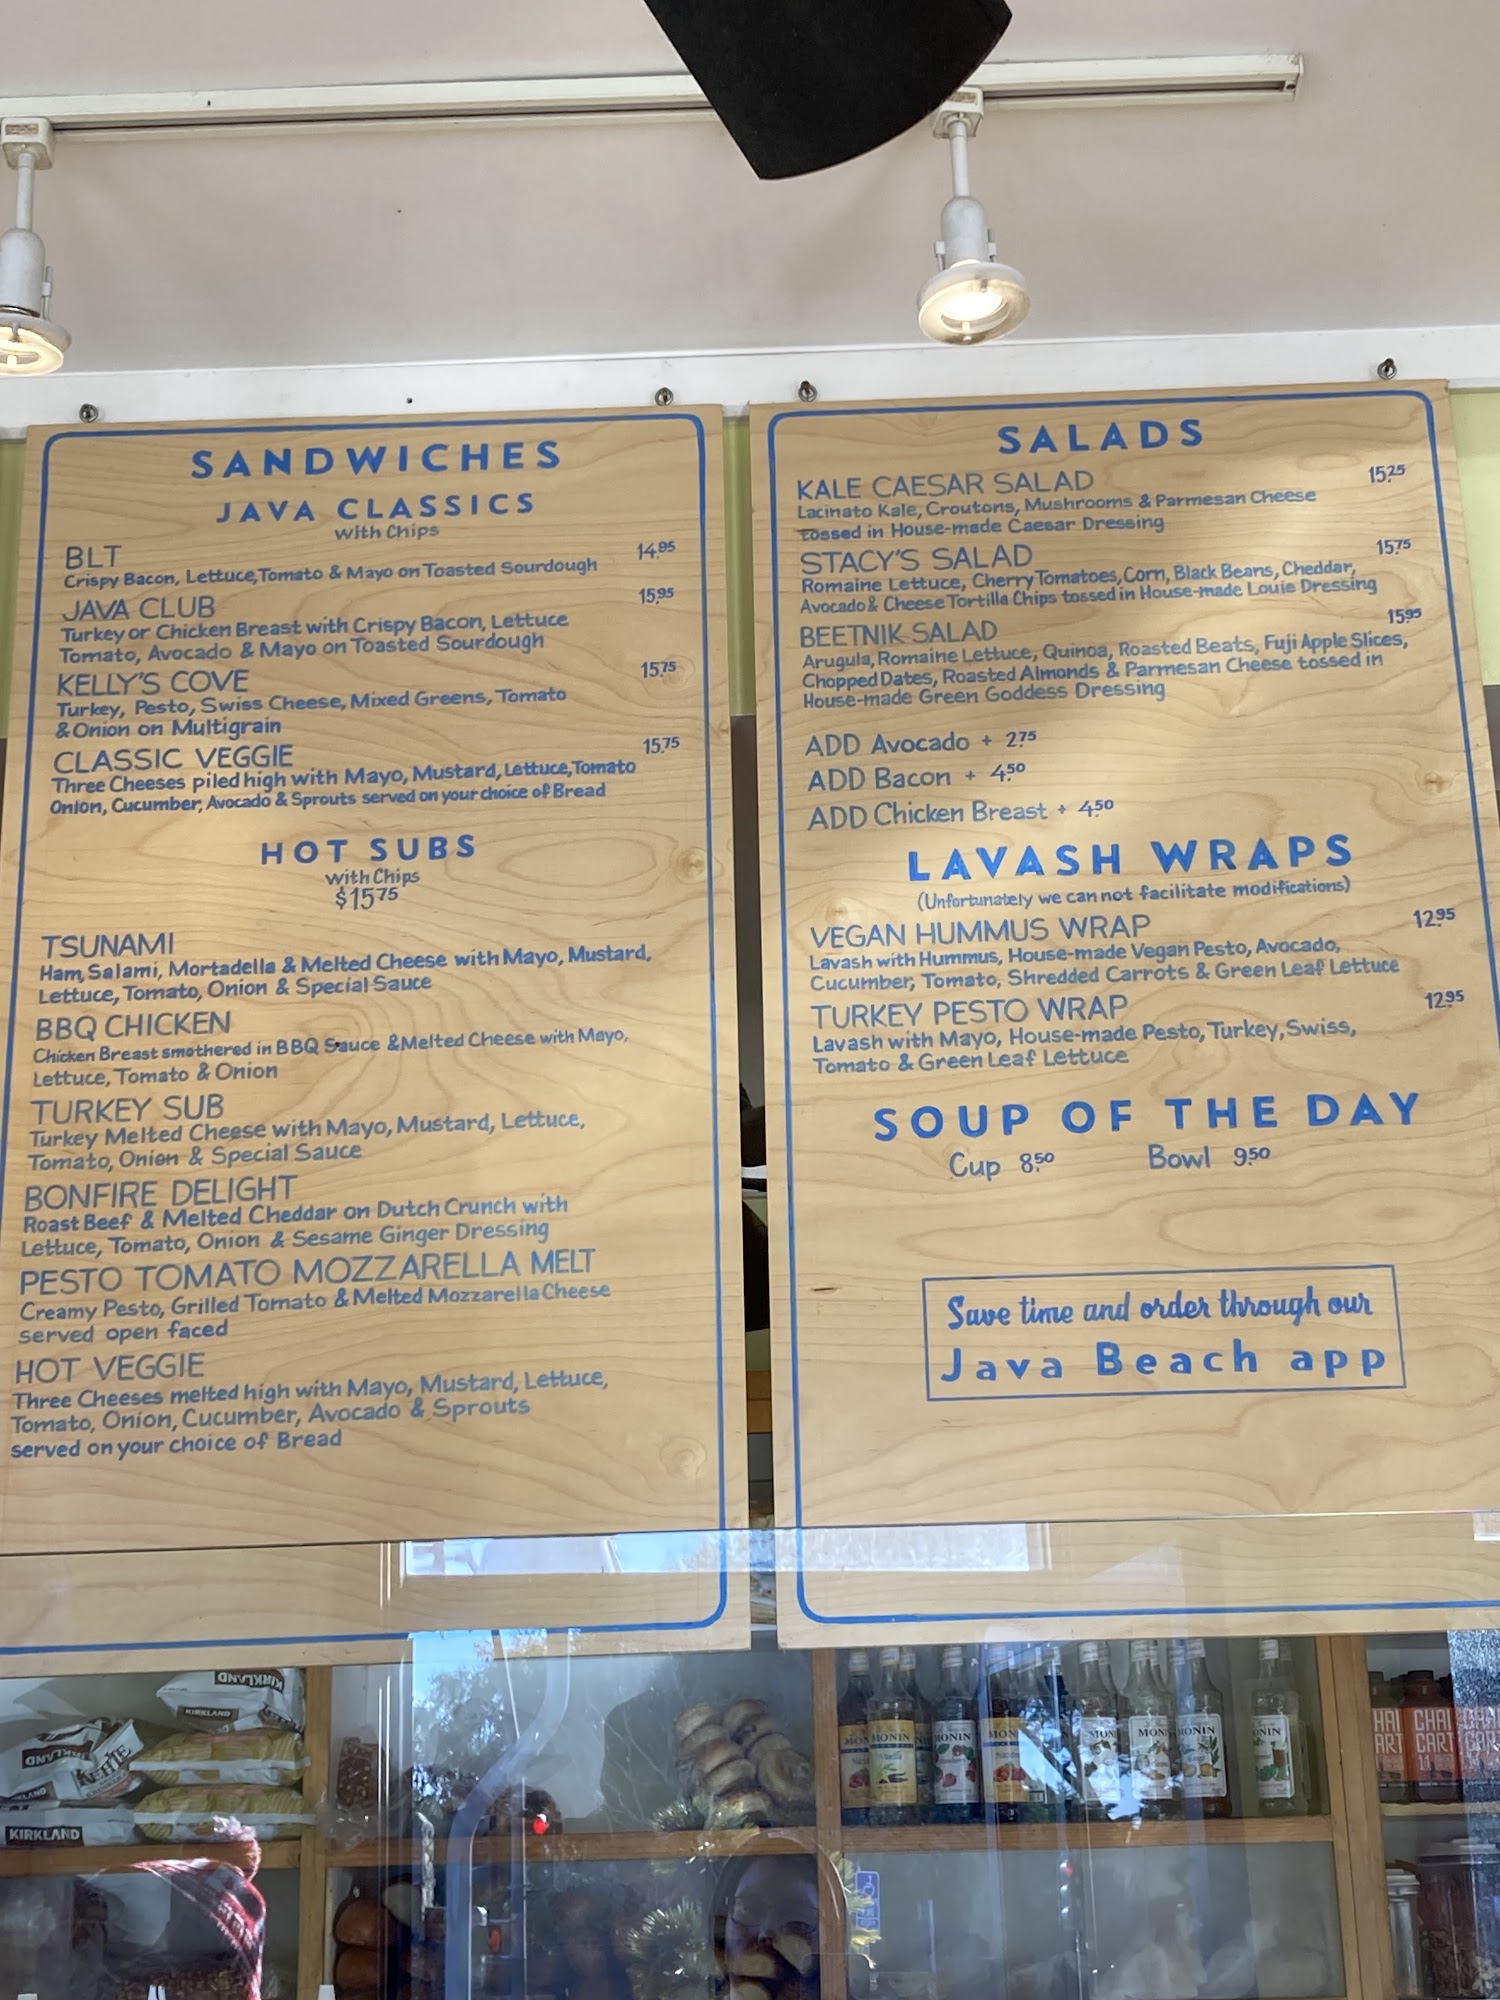 SANDWICHES
JAVA CLASSICS
with Chips
BLT 14.95
Crispy Bacon, Lettuce, Tomato & Mayo on Toasted Sourdough
JAVA CLUB 15.95
Turkey or Chicken Breast with Crispy Bacon, Lettuce
Tomato, Avocado & Mayo on Toasted Sourdough
KELLY'S COVE 15.75
Turkey, Pesto, Swiss Cheese, Mixed Greens, Tomato
& Onion on Multigrain
CLASSIC VEGGIE 15.75
Three Cheeses piled high with Mayo, Mustard, Lettuce, Tomato
Onion, Cucumber, Avocado & Sprouts served on your choice of Bread
HOT SUBS
with Chips
$15.75
TSUNAMI
Ham, Salami, Mortadella & Melted Cheese with Mayo, Mustard,
Lettuce, Tomato, Onion & Special Sauce
BBQ CHICKEN
Chicken Breast smothered in BBQ Sauce & Melted Cheese with Mayo,
Lettuce, Tomato & Onion
TURKEY SUB
Turkey Melted Cheese with Mayo, Mustard, Lettuce,
Tomato, Onion & Special Sauce
BONFIRE DELIGHT
Roast Beef & Melted Cheddar on Dutch Crunch with
Lettuce, Tomato, Onion & Sesame Ginger Dressing
PESTO TOMATO MOZZARELLA MELT
Creamy Pesto, Grilled Tomato & Melted Mozzarella Cheese
served open faced
HOT VEGGIE
Three Cheeses melted high with Mayo, Mustard, Lettuce,
Tomato, Onion, Cucumber, Avocado & Sprouts
served on your choice of Bread
SALADS
KALE CAESAR SALAD 15.25
Lacinato Kale, Croutons, Mushrooms & Parmesan Cheese
tossed in House-made Caesar Dressing
STACY'S SALAD 15.75
Romaine Lettuce, Cherry Tomatoes, Corn, Black Beans, Cheddar,
Avocado & Cheese Tortilla Chips tossed in House-made Louie Dressing
BEETNIK SALAD 15.95
Arugula, Romaine Lettuce, Quinoa, Roasted Beats, Fuji Apple Slices,
Chopped Dates, Roasted Almonds & Parmesan Cheese tossed in
House-made Green Goddess Dressing
ADD Avocado + 2.75
ADD Bacon + 4.50
ADD Chicken Breast + 4.50
LAVASH WRAPS
(Unfortunately we can not facilitate modifications)
VEGAN HUMMUS WRAP 12.95
Lavash with Hummus, House-made Vegan Pesto, Avocado,
Cucumber, Tomato, Shredded Carrots & Green Leaf Lettuce
TURKEY PESTO WRAP 12.95
Lavash with Mayo, House-made Pesto, Turkey, Swiss,
Tomato & Green Leaf Lettuce
SOUP OF THE DAY
Cup 8.50 Bowl 9.50
Save time and order through our
Java Beach app
KIRKLAND
KIRKLAND
KIRKLAND
KIRKLAND
MONIN
MONIN
MONIN
MONIN
CHAI
CART